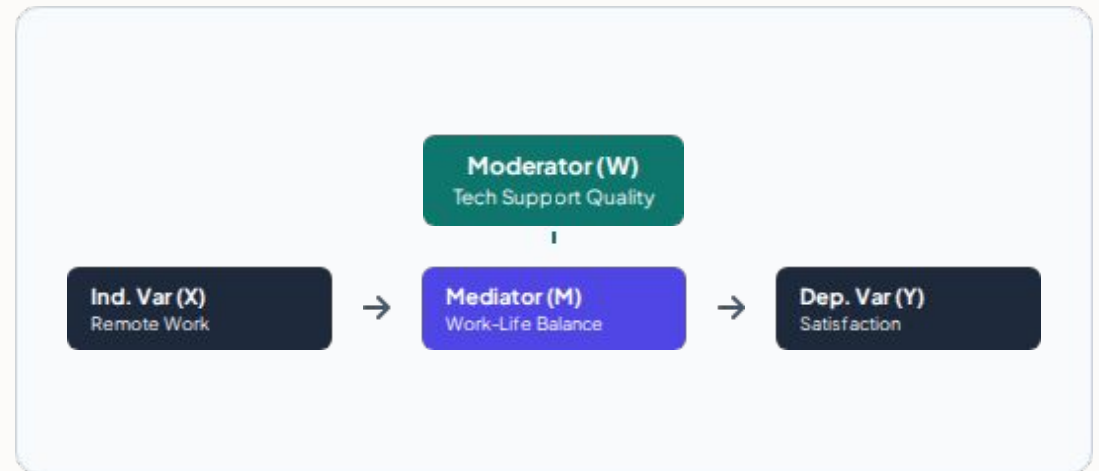 Moderator (W)
Tech Support Quality
Ind. Var (X)
Remote Work
Mediator (M)
Work-Life Balance
Dep. Var (Y)
Satisfaction